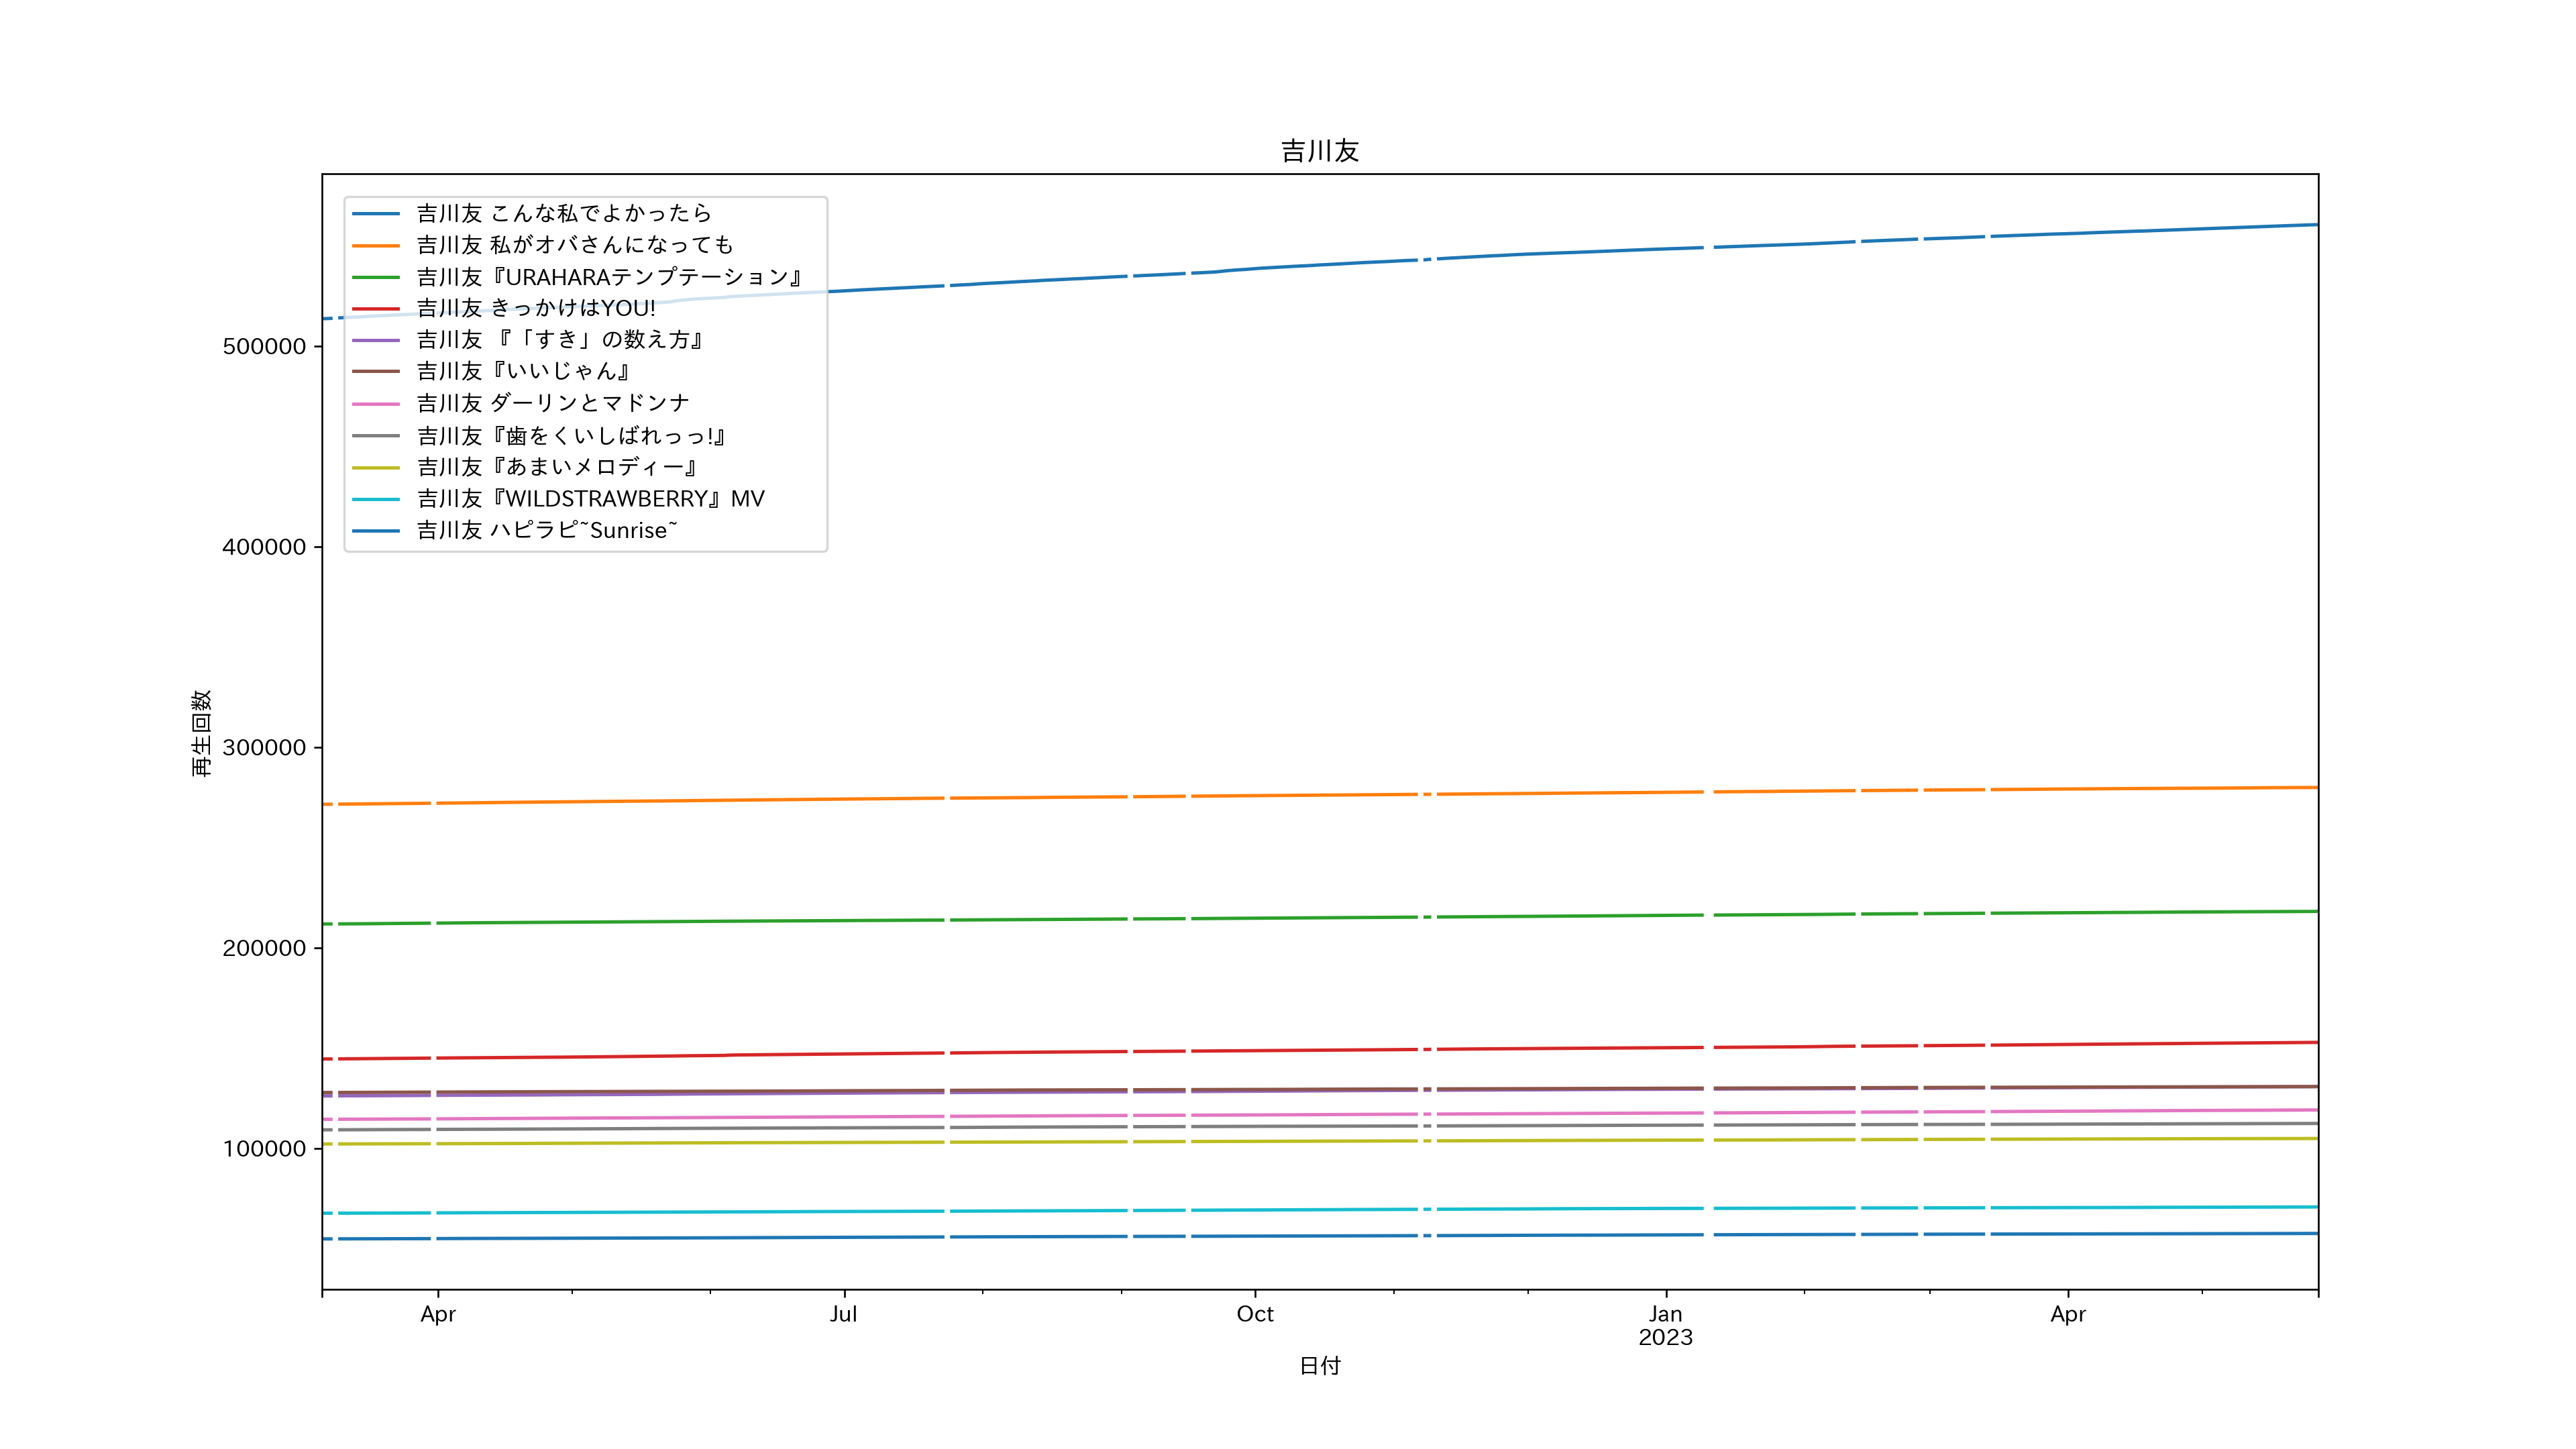 吉川友
吉川友 こんな私でよかったら
吉川友 私がオバさんになっても
吉川友『URAHARAテンプテーション』
吉川友 きっかけはYOU!
吉川友 『「すき」の数え方』
吉川友『いいじゃん』
吉川友 ダーリンとマドンナ
吉川友『歯をくいしばれっっ!』
吉川友『あまいメロディー』
吉川友『WILDSTRAWBERRY』MV
吉川友 ハピラピ~Sunrise~
500000
400000
300000
200000
100000
再生回数
Apr
Jul
Oct
Jan
2023
Apr
日付